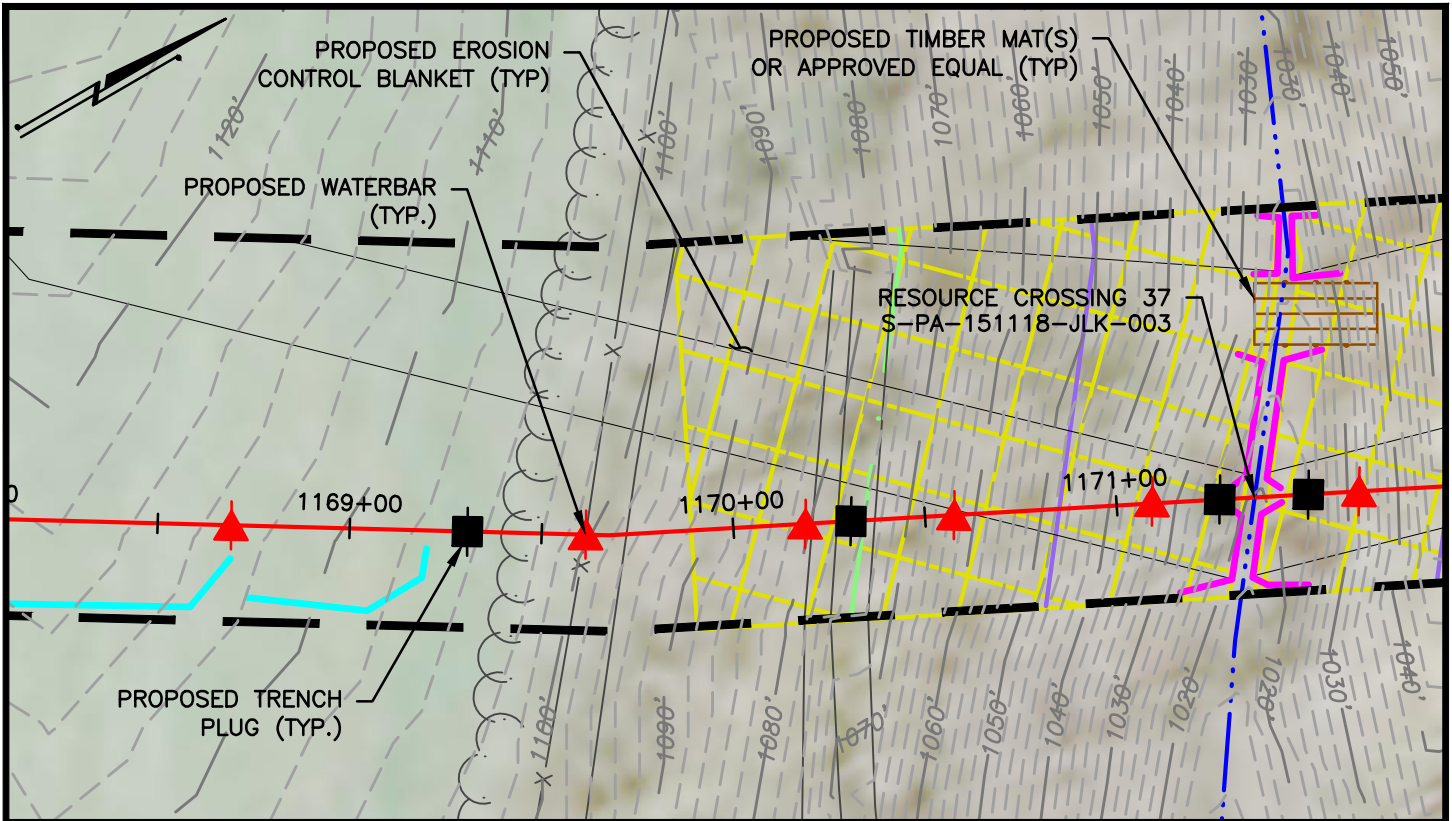 PROPOSED EROSION
CONTROL BLANKET (TYP)
PROPOSED TIMBER MAT(S)
OR APPROVED EQUAL (TYP)
1120'
1110'
1100'
1090'
1080'
1070'
1060'
1050'
1040'
1030'
1030'
1040'
1050'
PROPOSED WATERBAR
(TYP.)
RESOURCE CROSSING 37
S-PA-151118-JLK-003
0
1169+00
1170+00
1171+00
PROPOSED TRENCH
PLUG (TYP.)
1100'
1090'
1080'
1070'
1060'
1050'
1040'
1030'
1020'
1020'
1030'
1040'